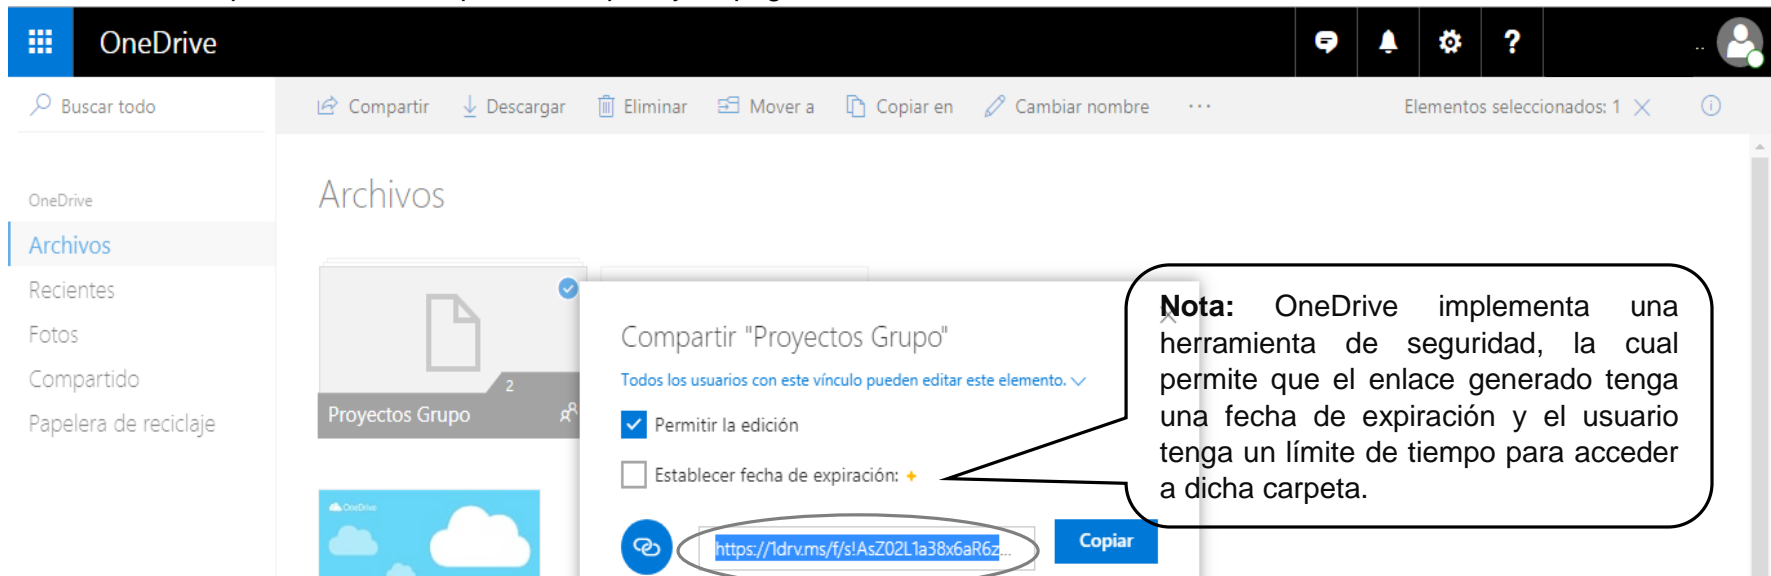 OneDrive
?
Buscar todo
Compartir Descargar Eliminar Mover a Copiar en Cambiar nombre ... Elementos seleccionados: 1
OneDrive
Archivos
Recientes
Fotos
Compartido
Papelera de reciclaje
Archivos
2
Proyectos Grupo
OneDrive
Compartir "Proyectos Grupo"
Todos los usuarios con este vínculo pueden editar este elemento.
Permitir la edición
Establecer fecha de expiración:
https://1drv.ms/f/s!AsZ02L1a38x6aR6z...
Copiar
Nota: OneDrive implementa una
herramienta de seguridad, la cual
permite que el enlace generado tenga
una fecha de expiración y el usuario
tenga un límite de tiempo para acceder
a dicha carpeta.